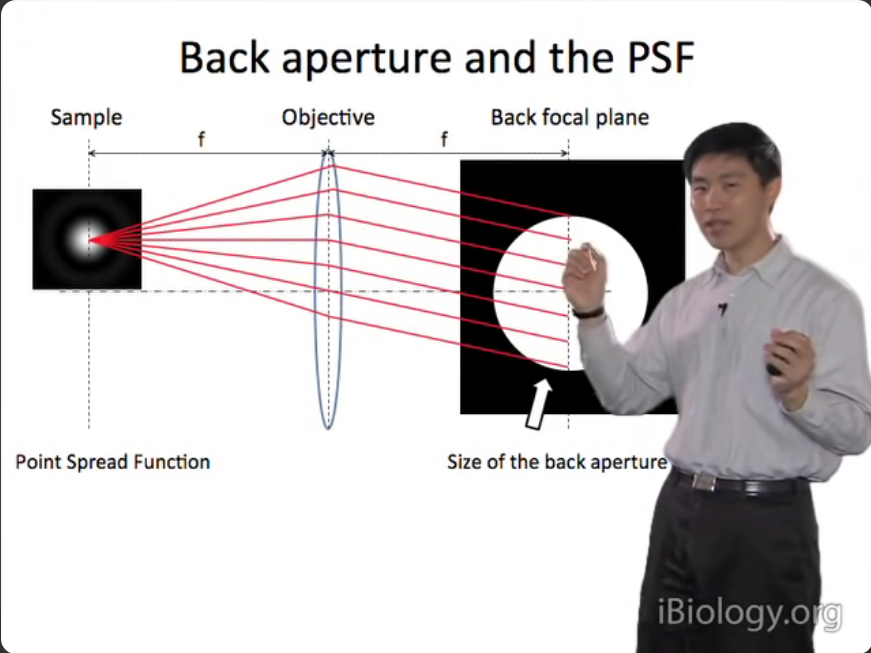 Back aperture and the PSF
Sample
Objective
Back focal plane
f
f
Point Spread Function
Size of the back aperture
iBiology.org